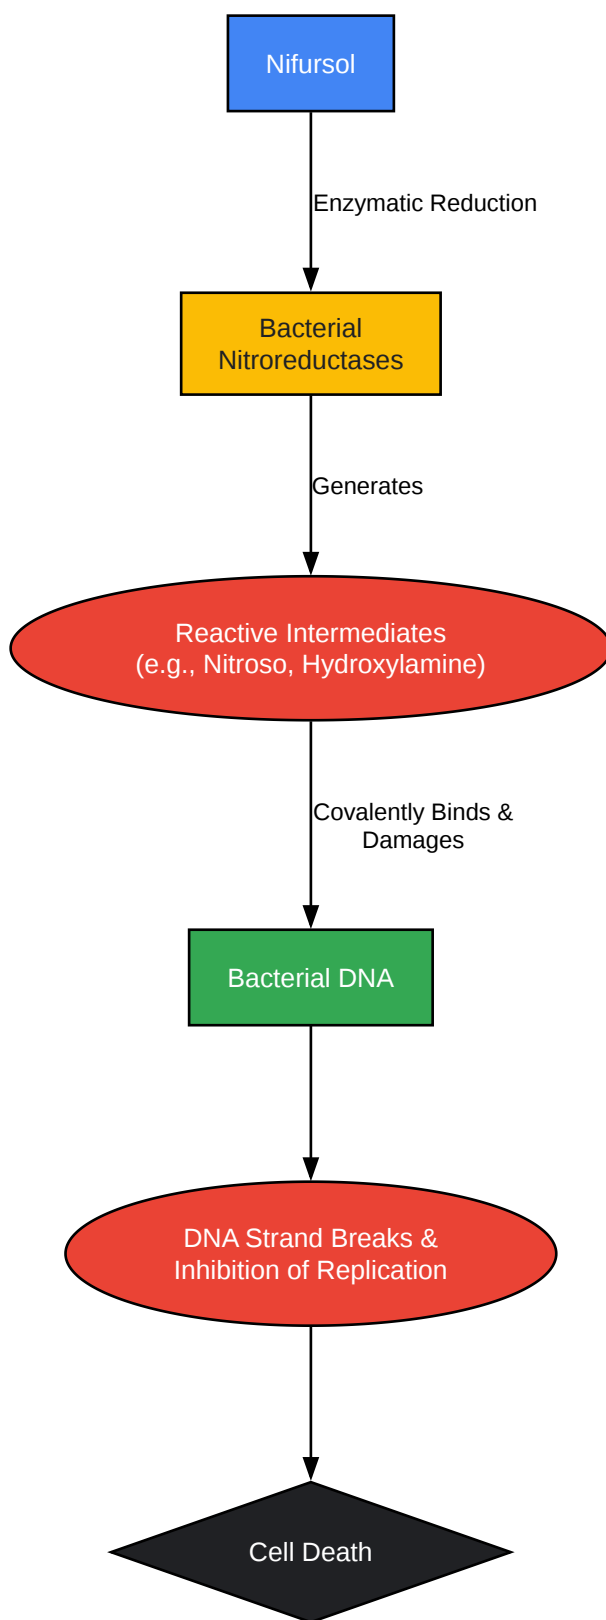 Nifursol
Enzymatic Reduction
Bacterial
Nitroreductases
Generates
Reactive Intermediates
(e.g., Nitroso, Hydroxylamine)
Covalently Binds &
Damages
Bacterial DNA
DNA Strand Breaks &
Inhibition of Replication
Cell Death